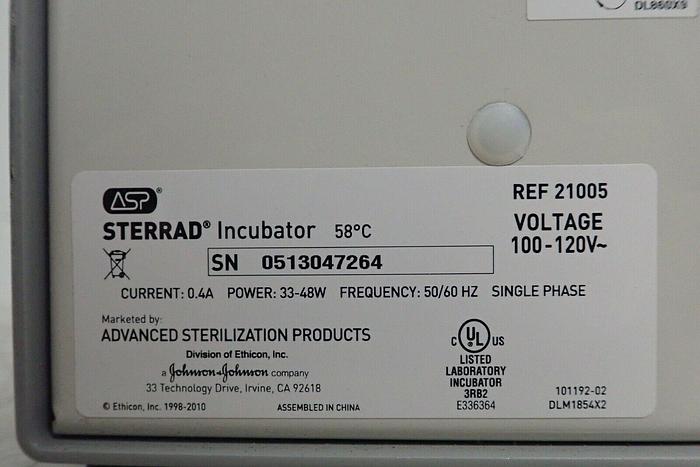 DL860X9
ASP®
REF 21005
STERRAD® Incubator 58°C
VOLTAGE
100-120V~
SN 0513047264
CURRENT: 0.4A POWER: 33-48W FREQUENCY: 50/60 HZ SINGLE PHASE
Marketed by:
ADVANCED STERILIZATION PRODUCTS
Division of Ethicon, Inc.
a Johnson&Johnson company
33 Technology Drive, Irvine, CA 92618
© Ethicon, Inc. 1998-2010
ASSEMBLED IN CHINA
C UL US
LISTED
LABORATORY
INCUBATOR
3RB2
E336364
101192-02
DLM1854X2